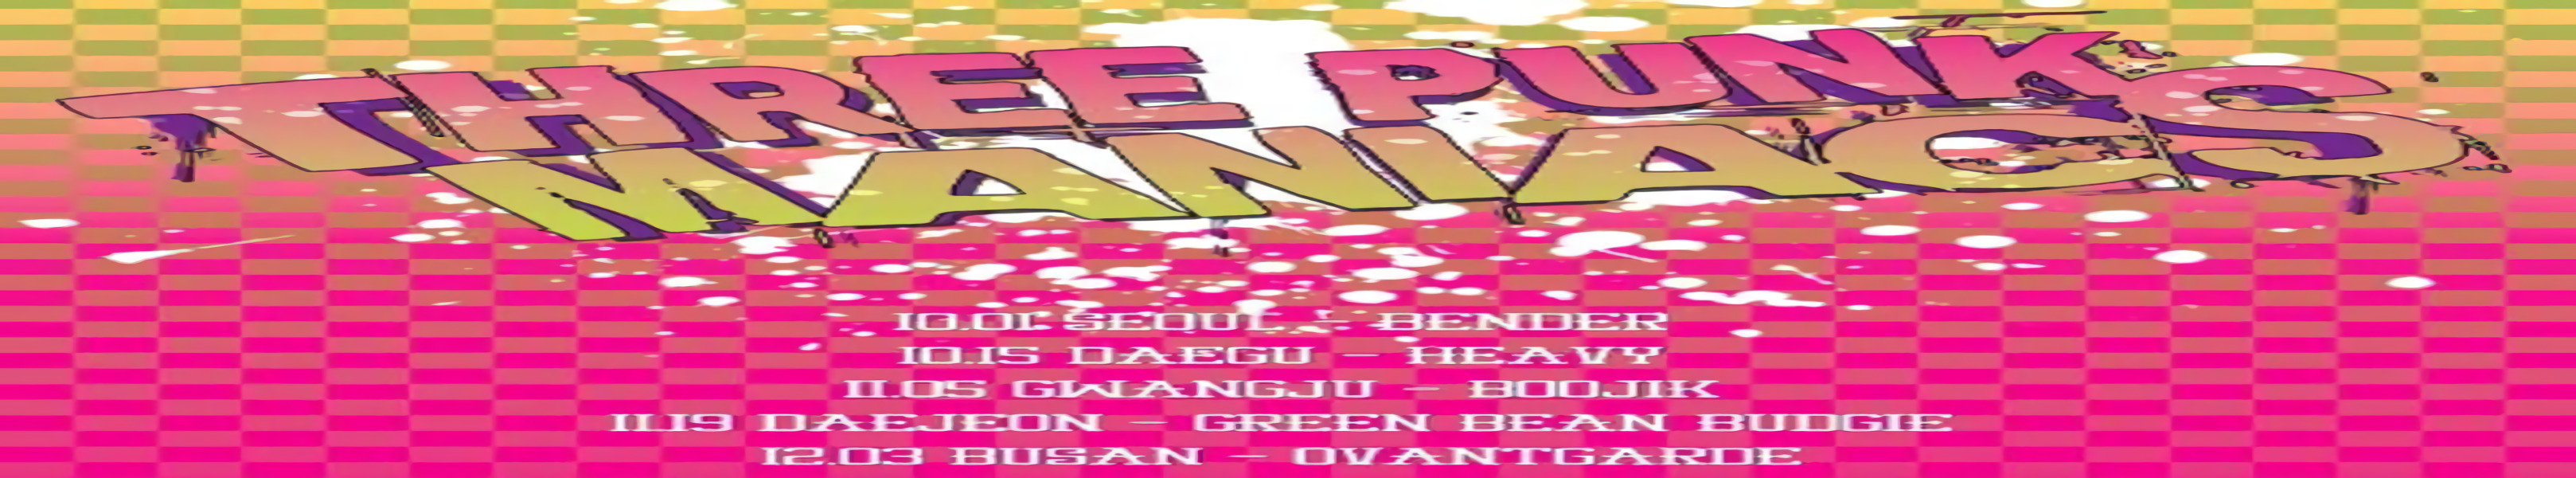 THREE PUNK
MANIACS
10.01 SEOUL - BENDER
10.15 DAEGU - HEAVY
11.05 GWANGJU - BOOJIK
11.19 DAEJEON - GREEN BEAN BUDGIE
12.03 BUSAN - OVANTGARDE